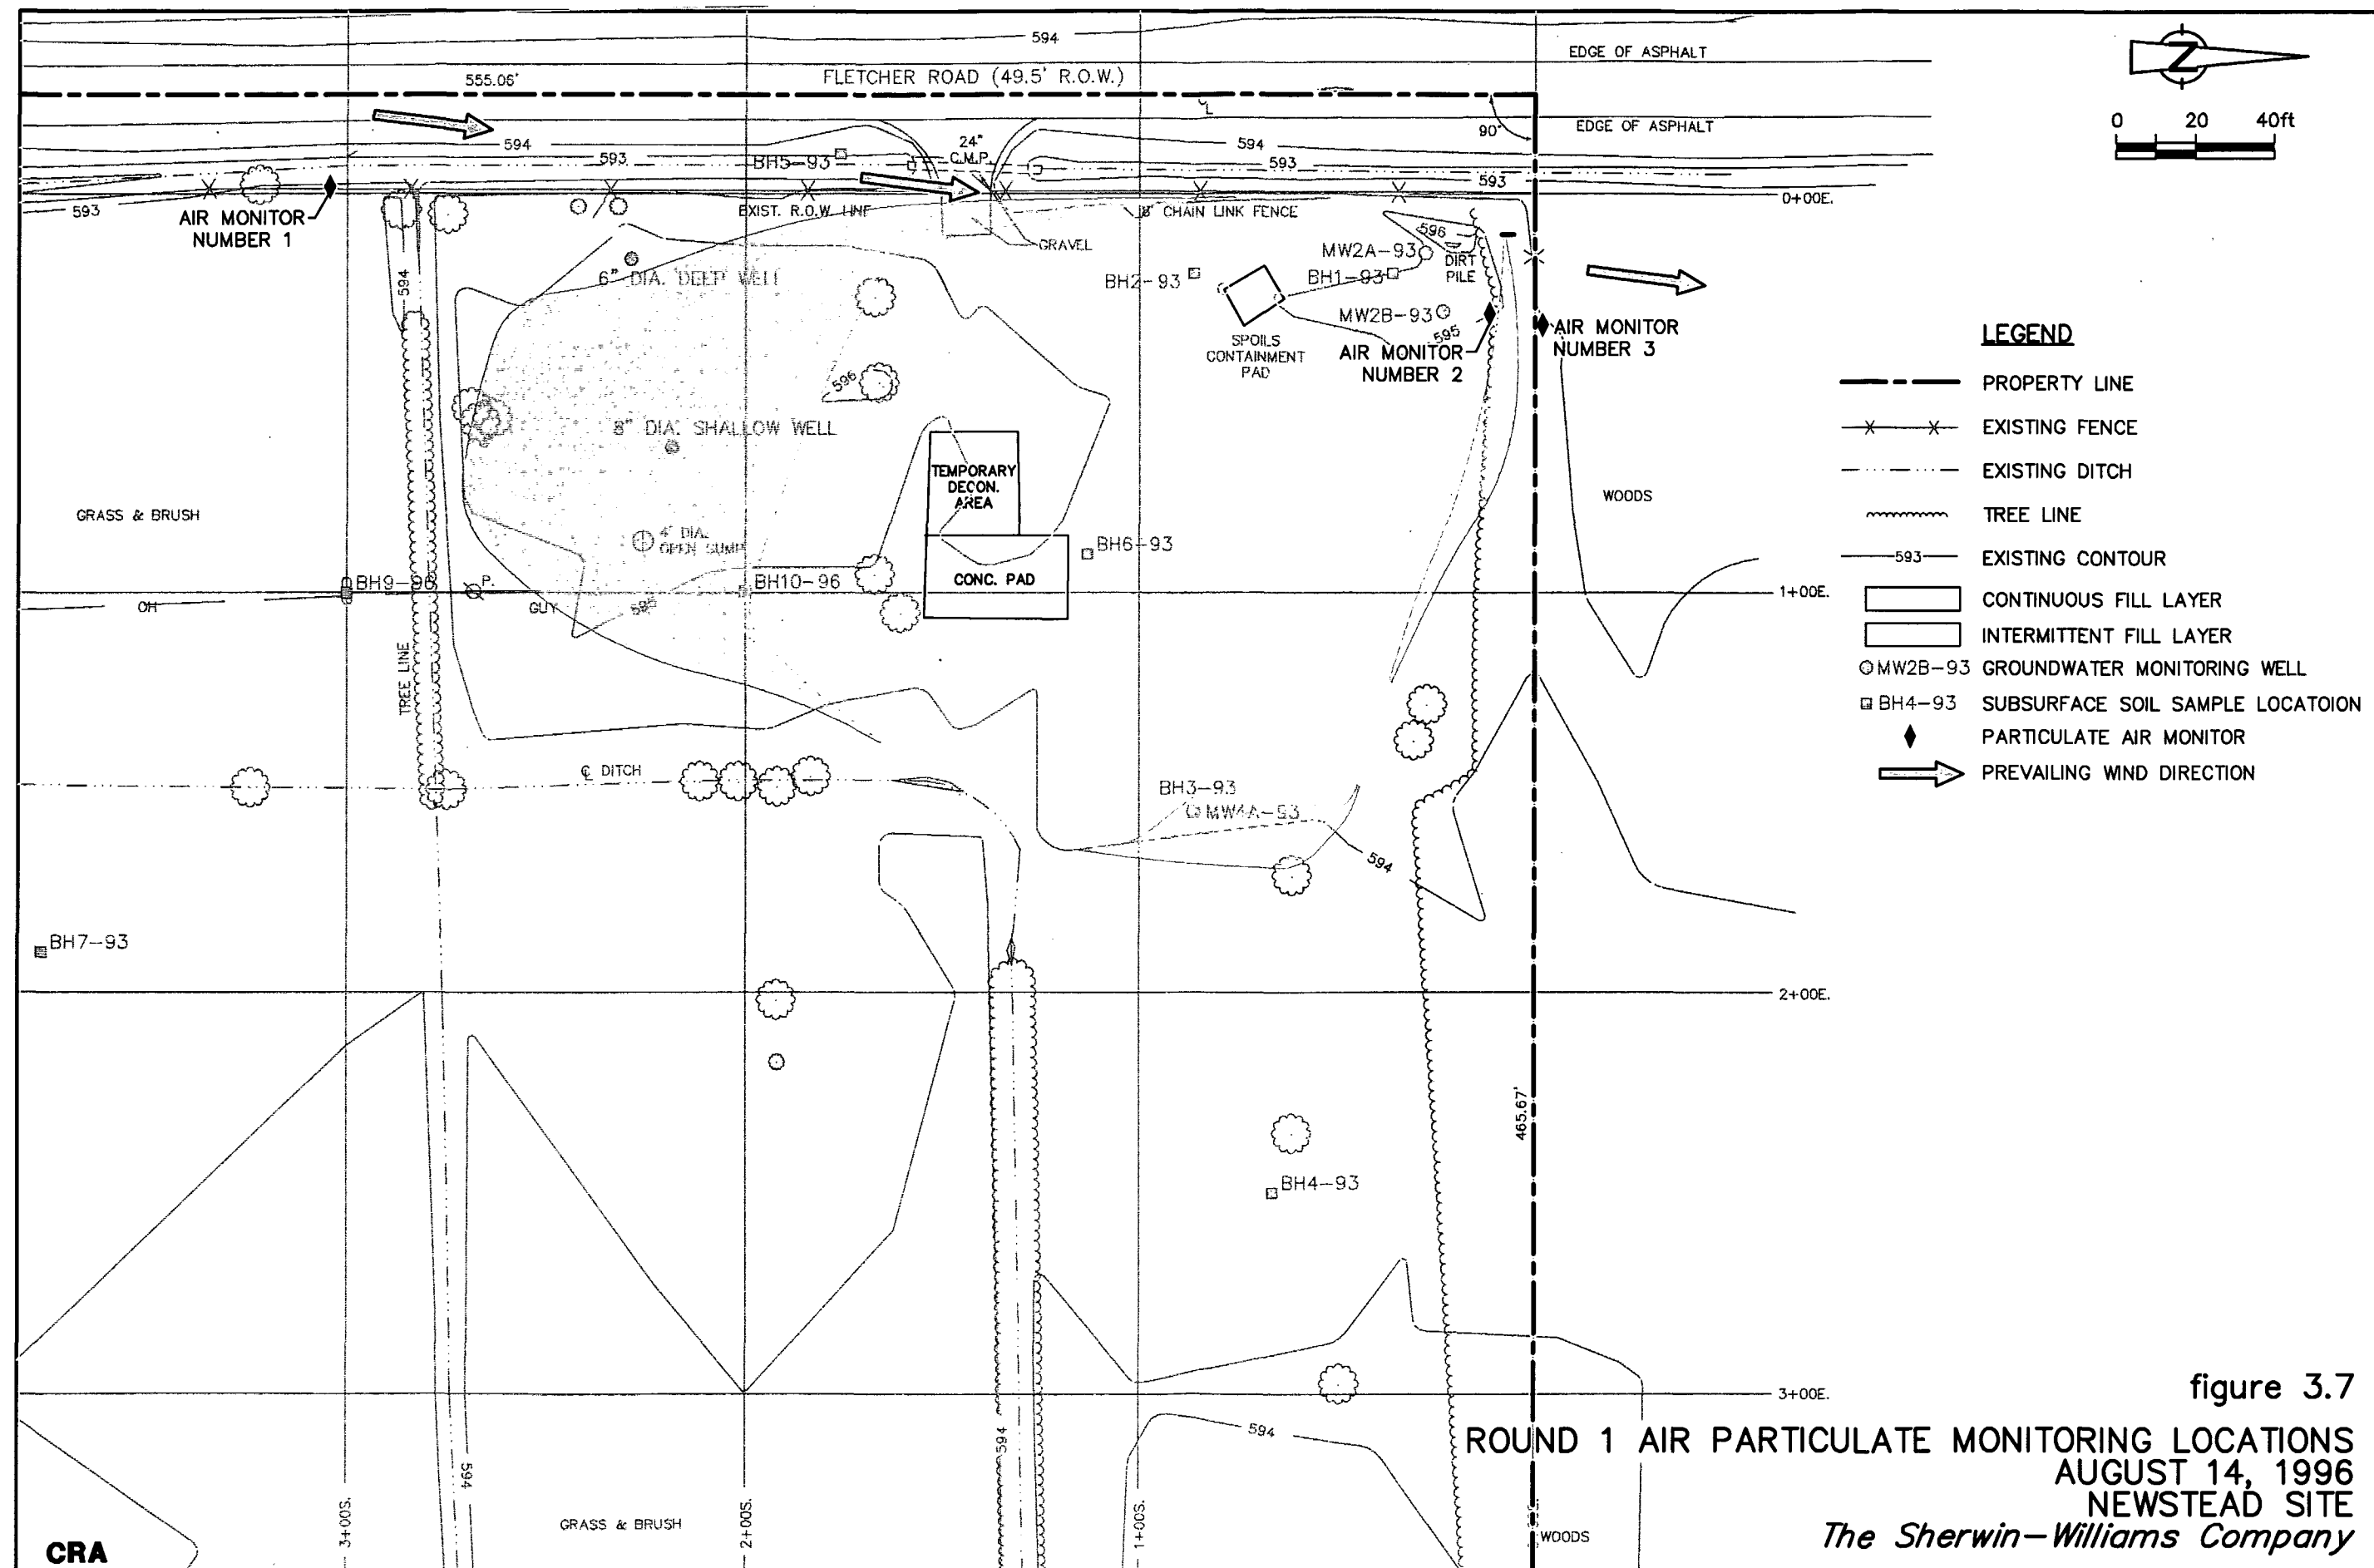 594
EDGE OF ASPHALT
555.06'
FLETCHER ROAD (49.5' R.O.W.)
Z
0 20 40ft
90°
EDGE OF ASPHALT
594
593
BH5-93
24"
C.M.P.
594
593
593
593
0+00E.
AIR MONITOR
NUMBER 1
EXIST. R.O.W. LINE
8' CHAIN LINK FENCE
GRAVEL
594
6" DIA. DEEP WELL
BH2-93
MW2A-93
BH1-93
596
DIRT
PILE
MW2B-93
595
SPOILS
CONTAINMENT
PAD
AIR MONITOR
NUMBER 2
AIR MONITOR
NUMBER 3
596
8" DIA. SHALLOW WELL
TEMPORARY
DECON.
AREA
GRASS & BRUSH
WOODS
4' DIA.
OPEN SUMP
BH6-93
CONC. PAD
BH9-96
P.
BH10-96
OH
GUY
595
1+00E.
TREE LINE
℄ DITCH
BH3-93
MW4A-93
594
BH7-93
2+00E.
465.67'
BH4-93
3+00E.
594
594
594
3+00S.
2+00S.
1+00S.
GRASS & BRUSH
WOODS
CRA
LEGEND
PROPERTY LINE
EXISTING FENCE
EXISTING DITCH
TREE LINE
593 EXISTING CONTOUR
CONTINUOUS FILL LAYER
INTERMITTENT FILL LAYER
MW2B-93 GROUNDWATER MONITORING WELL
BH4-93 SUBSURFACE SOIL SAMPLE LOCATOION
PARTICULATE AIR MONITOR
PREVAILING WIND DIRECTION
figure 3.7
ROUND 1 AIR PARTICULATE MONITORING LOCATIONS
AUGUST 14, 1996
NEWSTEAD SITE
The Sherwin-Williams Company